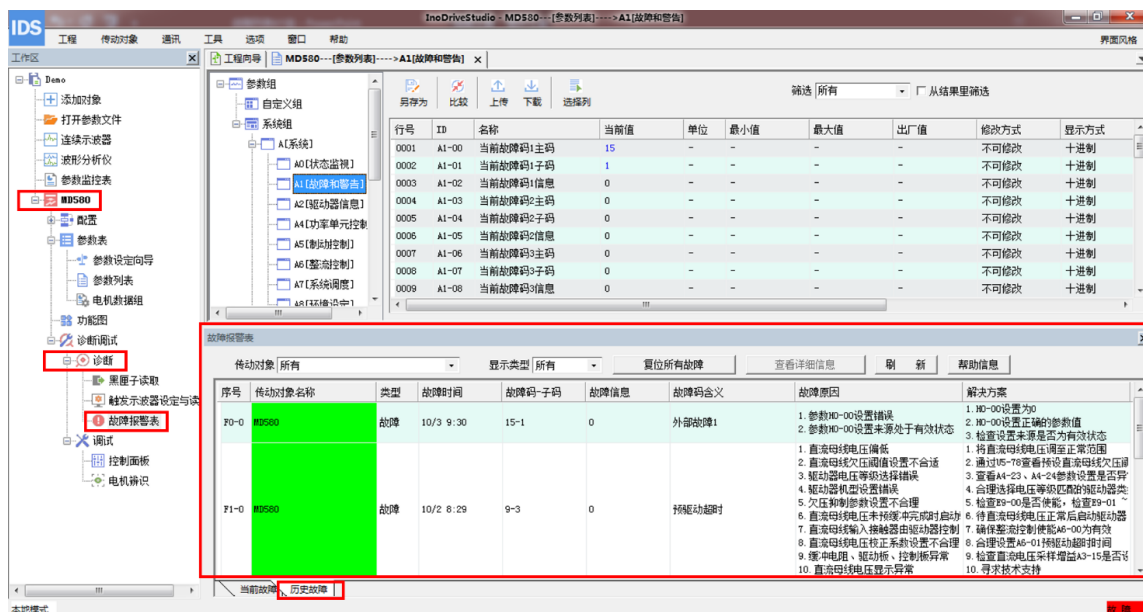 InoDriveStudio - MD580---[参数列表]---->A1[故障和警告]
IDS
工程 传动对象 通讯 工具 选项 窗口 帮助 界面风格
工作区
Demo
添加对象
打开参数文件
连续示波器
波形分析仪
参数监控表
MD580
配置
参数表
参数设定向导
参数列表
电机数据组
功能图
诊断调试
诊断
黑匣子读取
触发示波器设定与读
故障报警表
调试
控制面板
电机辨识
工程向导 MD580---[参数列表]---->A1[故障和警告] x
参数组
自定义组
系统组
A[系统]
A0[状态监视]
A1[故障和警告]
A2[驱动器信息]
A4[功率单元控制
A5[制动控制]
A6[整流控制]
A7[系统调度]
A8[环境设定]
另存为 比较 上传 下载 选择列 筛选 所有 从结果里筛选
行号 ID 名称 当前值 单位 最小值 最大值 出厂值 修改方式 显示方式
0001 A1-00 当前故障码1主码 15 - - - - 不可修改 十进制
0002 A1-01 当前故障码1子码 1 - - - - 不可修改 十进制
0003 A1-02 当前故障码1信息 0 - - - - 不可修改 十进制
0004 A1-03 当前故障码2主码 0 - - - - 不可修改 十进制
0005 A1-04 当前故障码2子码 0 - - - - 不可修改 十进制
0006 A1-05 当前故障码2信息 0 - - - - 不可修改 十进制
0007 A1-06 当前故障码3主码 0 - - - - 不可修改 十进制
0008 A1-07 当前故障码3子码 0 - - - - 不可修改 十进制
0009 A1-08 当前故障码3信息 0 - - - - 不可修改 十进制
故障报警表
传动对象 所有 显示类型 所有 复位所有故障 查看详细信息 刷 新 帮助信息
序号 传动对象名称 类型 故障时间 故障码-子码 故障信息 故障码含义 故障原因 解决方案
F0-0 MD580 故障 10/3 9:30 15-1 0 外部故障1
1. 参数H0-00设置错误
2. 参数H0-00设置来源处于有效状态
1. H0-00设置为0
2. H0-00设置正确的参数值
3. 检查设置来源是否为有效状态
F1-0 MD580 故障 10/2 8:29 9-3 0 预驱动超时
1. 直流母线电压偏低
2. 直流母线欠压阈值设置不合适
3. 驱动器电压等级选择错误
4. 驱动器机型设置错误
5. 欠压抑制参数设置不合理
6. 直流母线电压未预缓冲完成时启动
7. 直流母线输入接触器由驱动器控制
8. 直流母线电压校正系数设置不合理
9. 缓冲电阻、驱动板、控制板异常
10. 直流母线电压显示异常
1. 将直流母线电压调至正常范围
2. 通过U5-78查看预设直流母线欠压阈
3. 查看A4-23、A4-24参数设置是否异
4. 合理选择电压等级匹配的驱动器类
5. 检查E9-00是否使能，检查E9-01 ~
6. 待直流母线电压正常后启动驱动器
7. 确保整流控制使能A6-00为有效
8. 合理设置A6-01预驱动超时时间
9. 检查直流电压采样增益A3-15是否设
10. 寻求技术支持
当前故障 历史故障
本地模式 故 障